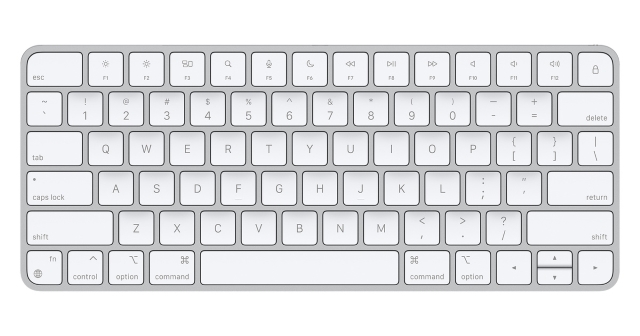 esc F1 F2 F3 F4 F5 F6 F7 F8 F9 F10 F11 F12
~ ` ! 1 @ 2 # 3 $ 4 % 5 ^ 6 & 7 * 8 ( 9 ) 0 — - + = delete
tab Q W E R T Y U I O P { [ } ] | \
caps lock A S D F G H J K L : ; " ' return
shift Z X C V B N M < , > . ? / shift
fn control option command command option